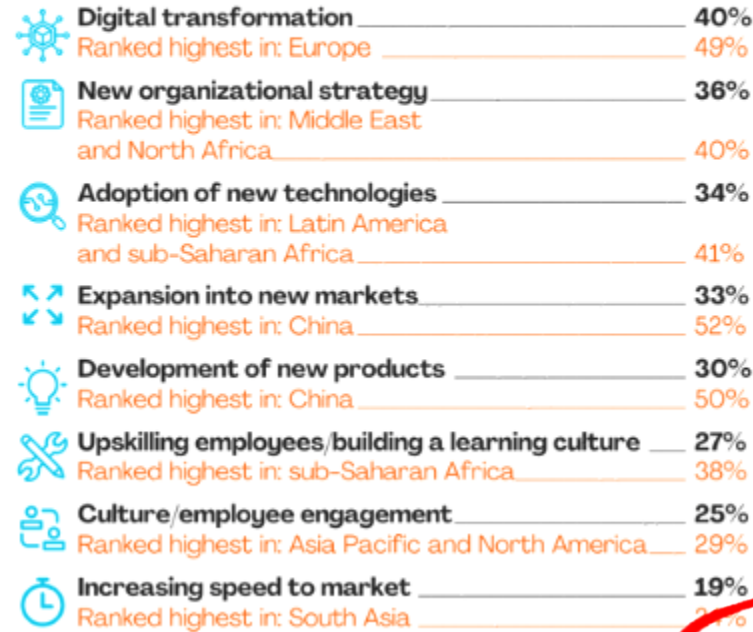 Digital transformation 40%
Ranked highest in: Europe 49%
New organizational strategy 36%
Ranked highest in: Middle East
and North Africa 40%
Adoption of new technologies 34%
Ranked highest in: Latin America
and sub-Saharan Africa 41%
Expansion into new markets 33%
Ranked highest in: China 52%
Development of new products 30%
Ranked highest in: China 50%
Upskilling employees/building a learning culture 27%
Ranked highest in: sub-Saharan Africa 38%
Culture/employee engagement 25%
Ranked highest in: Asia Pacific and North America 29%
Increasing speed to market 19%
Ranked highest in: South Asia